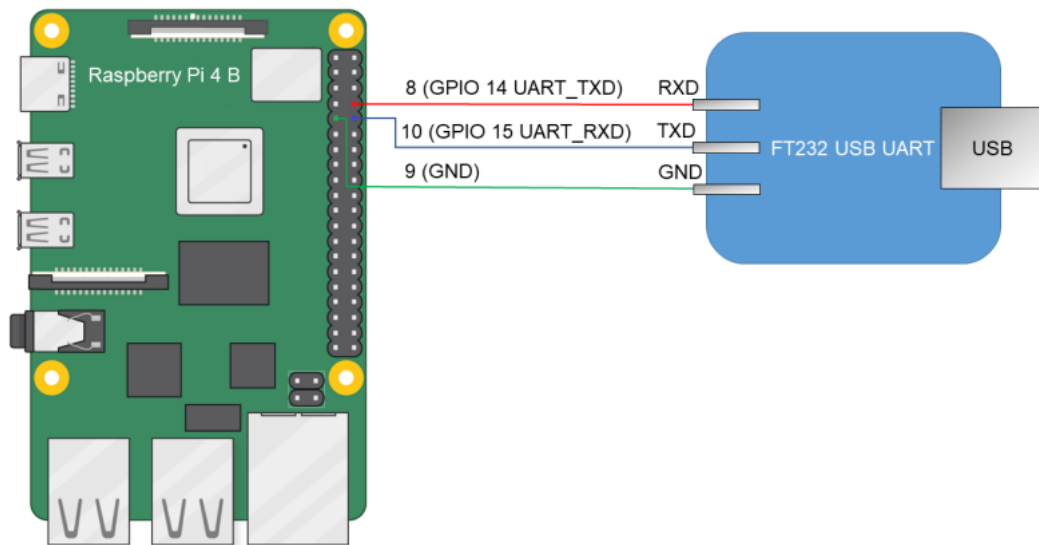 Raspberry Pi 4 B
8 (GPIO 14 UART_TXD)
RXD
10 (GPIO 15 UART_RXD)
TXD
9 (GND)
GND
FT232 USB UART
USB